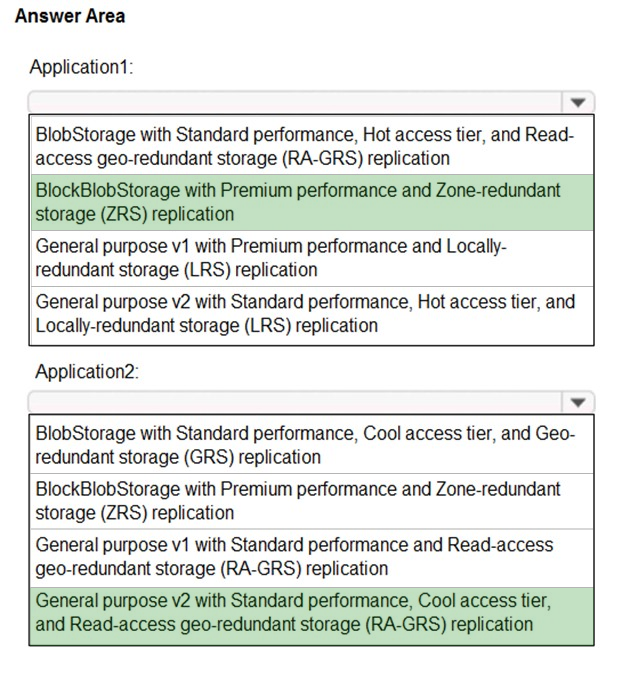 Answer Area
Application1:
BlobStorage with Standard performance, Hot access tier, and Read-
access geo-redundant storage (RA-GRS) replication
BlockBlobStorage with Premium performance and Zone-redundant
storage (ZRS) replication
General purpose v1 with Premium performance and Locally-
redundant storage (LRS) replication
General purpose v2 with Standard performance, Hot access tier, and
Locally-redundant storage (LRS) replication
Application2:
BlobStorage with Standard performance, Cool access tier, and Geo-
redundant storage (GRS) replication
BlockBlobStorage with Premium performance and Zone-redundant
storage (ZRS) replication
General purpose v1 with Standard performance and Read-access
geo-redundant storage (RA-GRS) replication
General purpose v2 with Standard performance, Cool access tier,
and Read-access geo-redundant storage (RA-GRS) replication